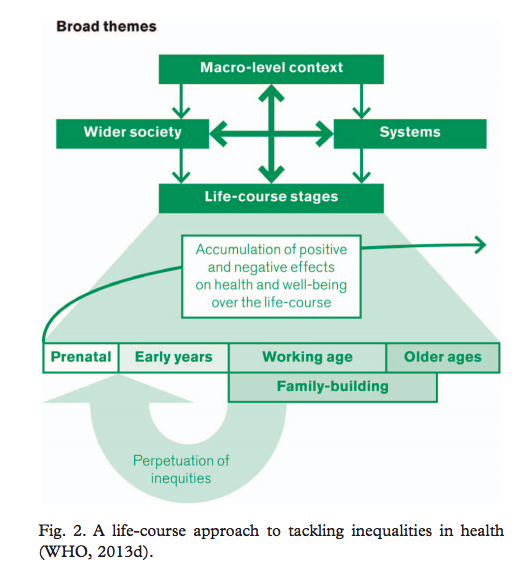 Broad themes
Macro-level context
Wider society
Systems
Life-course stages
Accumulation of positive
and negative effects
on health and well-being
over the life-course
Prenatal
Early years
Working age
Older ages
Family-building
Perpetuation of
inequities
Fig. 2. A life-course approach to tackling inequalities in health
(WHO, 2013d).